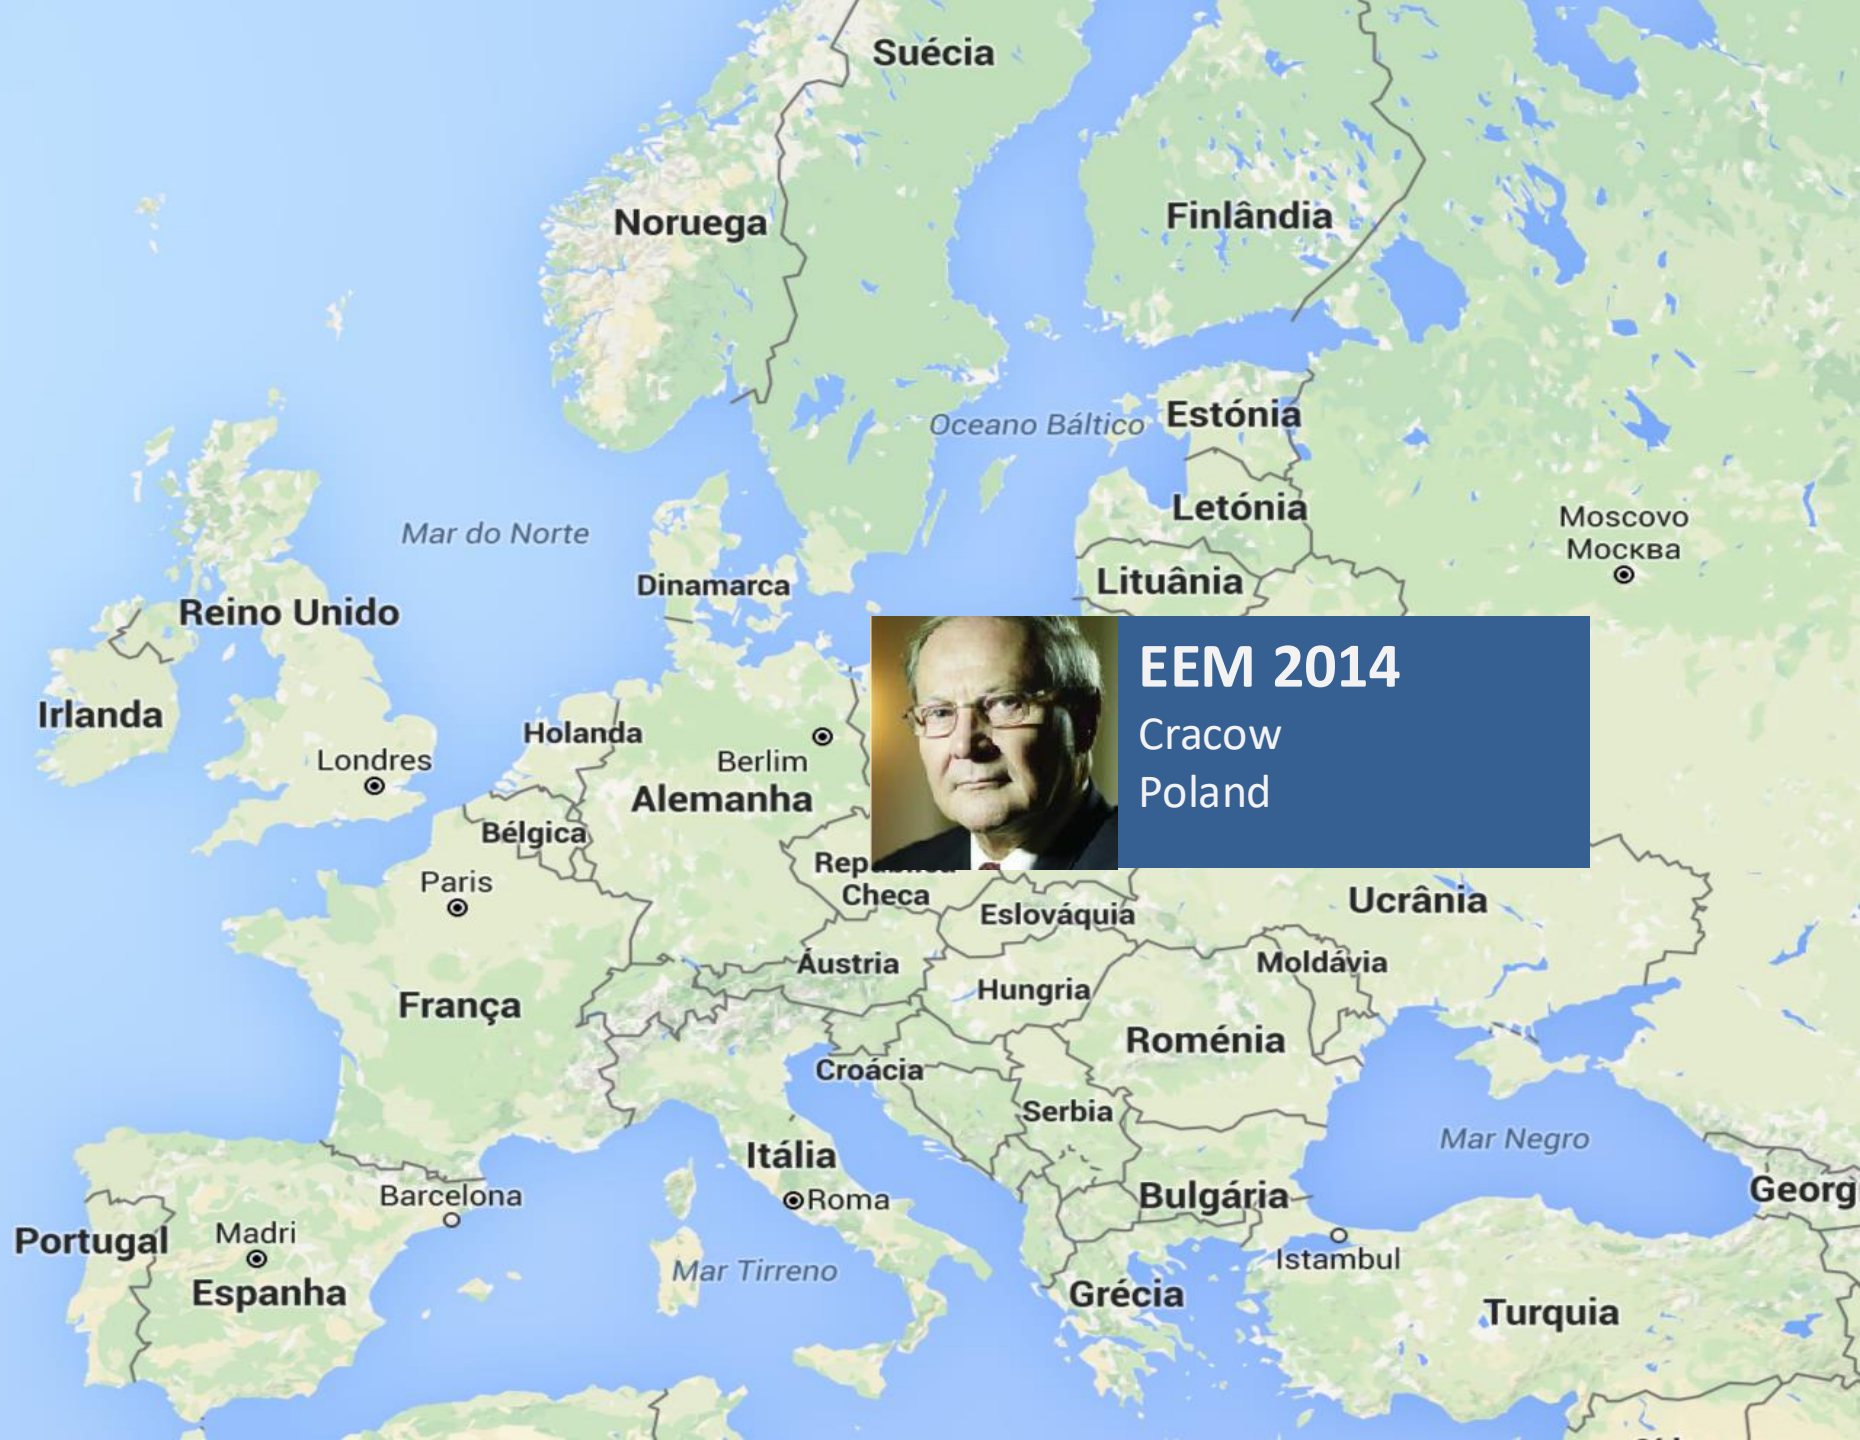 Suécia
Noruega
Finlândia
Oceano Báltico
Estónia
Letónia
Moscovo
Москва
Mar do Norte
Dinamarca
Lituânia
Reino Unido
EEM 2014
Cracow
Poland
Irlanda
Holanda
Londres
Berlim
Alemanha
Bélgica
Paris
Checa
Eslováquia
Ucrânia
Áustria
Moldávia
Hungria
França
Roménia
Croácia
Serbia
Mar Negro
Itália
Barcelona
Roma
Bulgária
Georg
Portugal
Madri
Istambul
Mar Tirreno
Espanha
Grécia
Turquia